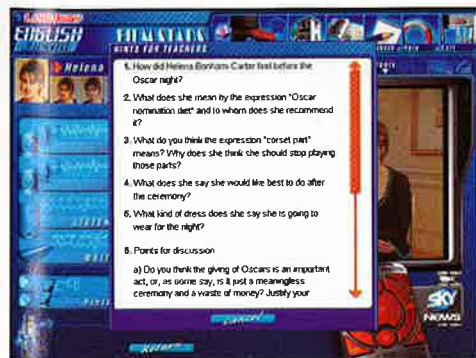 ENGLISH
FILMSTARS
HINTS FOR TEACHERS
Helena
1. How did Helena Bonham-Carter feel before the
Oscar night?
2. What does she mean by the expression "Oscar
nomination diet" and to whom does she recommend
it?
3. What do you think the expression "corset part"
means? Why does she think she should stop playing
those parts?
4. What does she say she would like best to do after
the ceremony?
5. What kind of dress does she say she is going to
wear for the night?
6. Points for discussion
a) Do you think the giving of Oscars is an important
act, or, as some say, is it just a meaningless
ceremony and a waste of money? Justify your
Cancel
Return
sky
NEWS